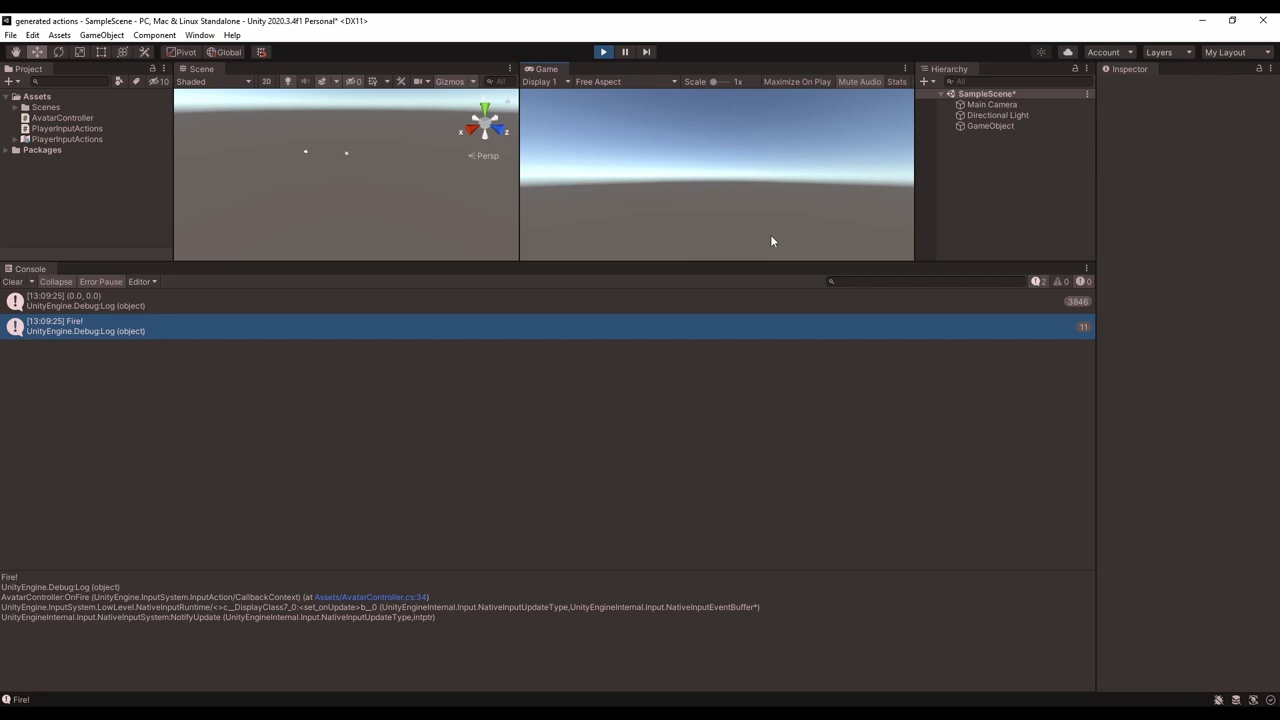 generated actions - SampleScene - PC, Mac & Linux Standalone - Unity 2020.3.4f1 Personal* <DX11>
File Edit Assets GameObject Component Window Help
Pivot Global Account Layers My Layout
Project Scene Game Hierarchy Inspector
Shaded 2D 0 Gizmos All Display 1 Free Aspect Scale 1x Maximize On Play Mute Audio Stats All
10
Assets
Scenes
AvatarController
PlayerInputActions
PlayerInputActions
Packages
x z
Persp
SampleScene*
Main Camera
Directional Light
GameObject
Console
Clear Collapse Error Pause Editor 2 0 0
[13:09:25] (0.0, 0.0)
UnityEngine.Debug:Log (object)
3846
[13:09:25] Fire!
UnityEngine.Debug:Log (object)
11
Fire!
UnityEngine.Debug:Log (object)
AvatarController:OnFire (UnityEngine.InputSystem.InputAction/CallbackContext) (at Assets/AvatarController.cs:34)
UnityEngine.InputSystem.LowLevel.NativeInputRuntime/<>c__DisplayClass7_0:<set_onUpdate>b__0 (UnityEngineInternal.Input.NativeInputUpdateType,UnityEngineInternal.Input.NativeInputEventBuffer*)
UnityEngineInternal.Input.NativeInputSystem:NotifyUpdate (UnityEngineInternal.Input.NativeInputUpdateType,intptr)
Fire!